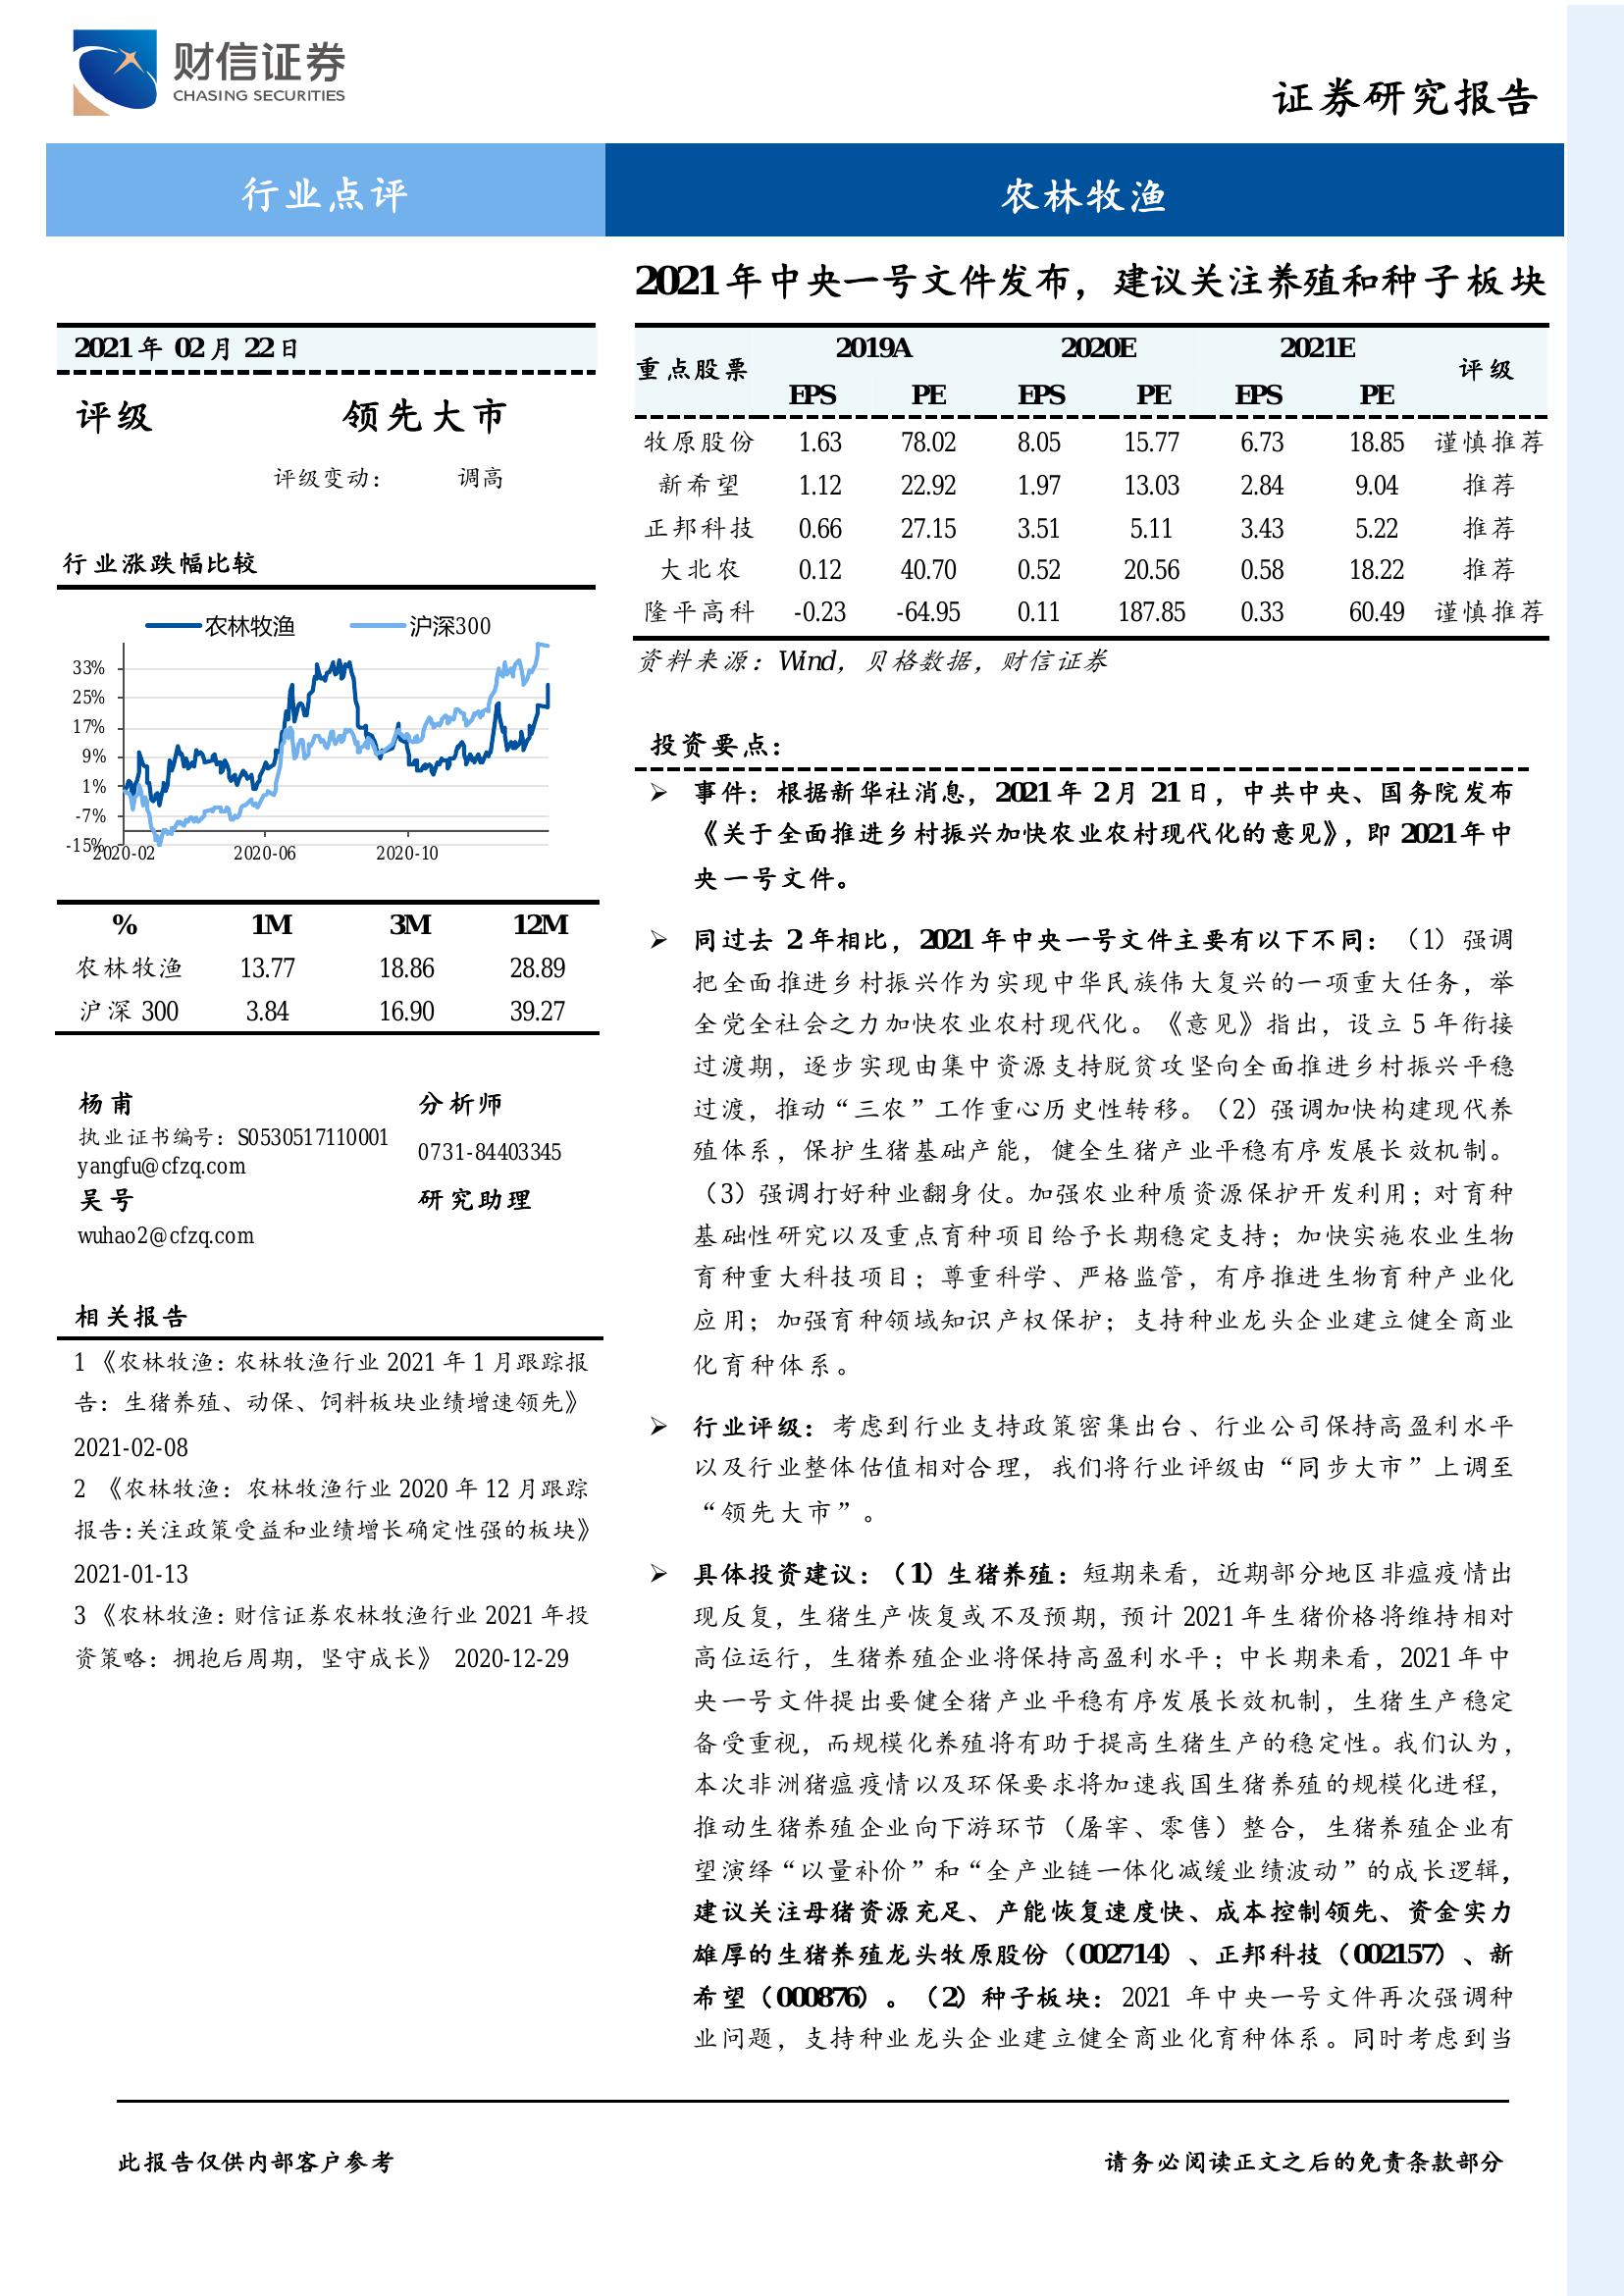 财信证券
CHASING SECURITIES
证券研究报告
行业点评
农林牧渔
2021 年中央一号文件发布，建议关注养殖和种子板块
2021 年 02 月 22 日
评级 领先大市
评级变动： 调高
行业涨跌幅比较
农林牧渔 沪深300
33%
25%
17%
9%
1%
-7%
-15%
2020-02 2020-06 2020-10
% 1M 3M 12M
农林牧渔 13.77 18.86 28.89
沪深 300 3.84 16.90 39.27
杨甫 分析师
执业证书编号：S0530517110001 0731-84403345
yangfu@cfzq.com
吴号 研究助理
wuhao2@cfzq.com
相关报告
1 《农林牧渔：农林牧渔行业 2021 年 1 月跟踪报
告：生猪养殖、动保、饲料板块业绩增速领先》
2021-02-08
2 《农林牧渔：农林牧渔行业 2020 年 12 月跟踪
报告:关注政策受益和业绩增长确定性强的板块》
2021-01-13
3 《农林牧渔：财信证券农林牧渔行业 2021 年投
资策略：拥抱后周期，坚守成长》 2020-12-29
重点股票 2019A 2020E 2021E 评级
EPS PE EPS PE EPS PE
牧原股份 1.63 78.02 8.05 15.77 6.73 18.85 谨慎推荐
新希望 1.12 22.92 1.97 13.03 2.84 9.04 推荐
正邦科技 0.66 27.15 3.51 5.11 3.43 5.22 推荐
大北农 0.12 40.70 0.52 20.56 0.58 18.22 推荐
隆平高科 -0.23 -64.95 0.11 187.85 0.33 60.49 谨慎推荐
资料来源：Wind，贝格数据，财信证券
投资要点：
➢ 事件：根据新华社消息，2021 年 2 月 21 日，中共中央、国务院发布
《关于全面推进乡村振兴加快农业农村现代化的意见》，即 2021 年中
央一号文件。
➢ 同过去 2 年相比，2021 年中央一号文件主要有以下不同：（1）强调
把全面推进乡村振兴作为实现中华民族伟大复兴的一项重大任务，举
全党全社会之力加快农业农村现代化。《意见》指出，设立 5 年衔接
过渡期，逐步实现由集中资源支持脱贫攻坚向全面推进乡村振兴平稳
过渡，推动“三农”工作重心历史性转移。（2）强调加快构建现代养
殖体系，保护生猪基础产能，健全生猪产业平稳有序发展长效机制。
（3）强调打好种业翻身仗。加强农业种质资源保护开发利用；对育种
基础性研究以及重点育种项目给予长期稳定支持；加快实施农业生物
育种重大科技项目；尊重科学、严格监管，有序推进生物育种产业化
应用；加强育种领域知识产权保护；支持种业龙头企业建立健全商业
化育种体系。
➢ 行业评级：考虑到行业支持政策密集出台、行业公司保持高盈利水平
以及行业整体估值相对合理，我们将行业评级由“同步大市”上调至
“领先大市”。
➢ 具体投资建议：（1）生猪养殖：短期来看，近期部分地区非瘟疫情出
现反复，生猪生产恢复或不及预期，预计 2021 年生猪价格将维持相对
高位运行，生猪养殖企业将保持高盈利水平；中长期来看，2021 年中
央一号文件提出要健全猪产业平稳有序发展长效机制，生猪生产稳定
备受重视，而规模化养殖将有助于提高生猪生产的稳定性。我们认为，
本次非洲猪瘟疫情以及环保要求将加速我国生猪养殖的规模化进程，
推动生猪养殖企业向下游环节（屠宰、零售）整合，生猪养殖企业有
望演绎“以量补价”和“全产业链一体化减缓业绩波动”的成长逻辑，
建议关注母猪资源充足、产能恢复速度快、成本控制领先、资金实力
雄厚的生猪养殖龙头牧原股份（002714）、正邦科技（002157）、新
希望（000876）。（2）种子板块：2021 年中央一号文件再次强调种
业问题，支持种业龙头企业建立健全商业化育种体系。同时考虑到当
此报告仅供内部客户参考
请务必阅读正文之后的免责条款部分